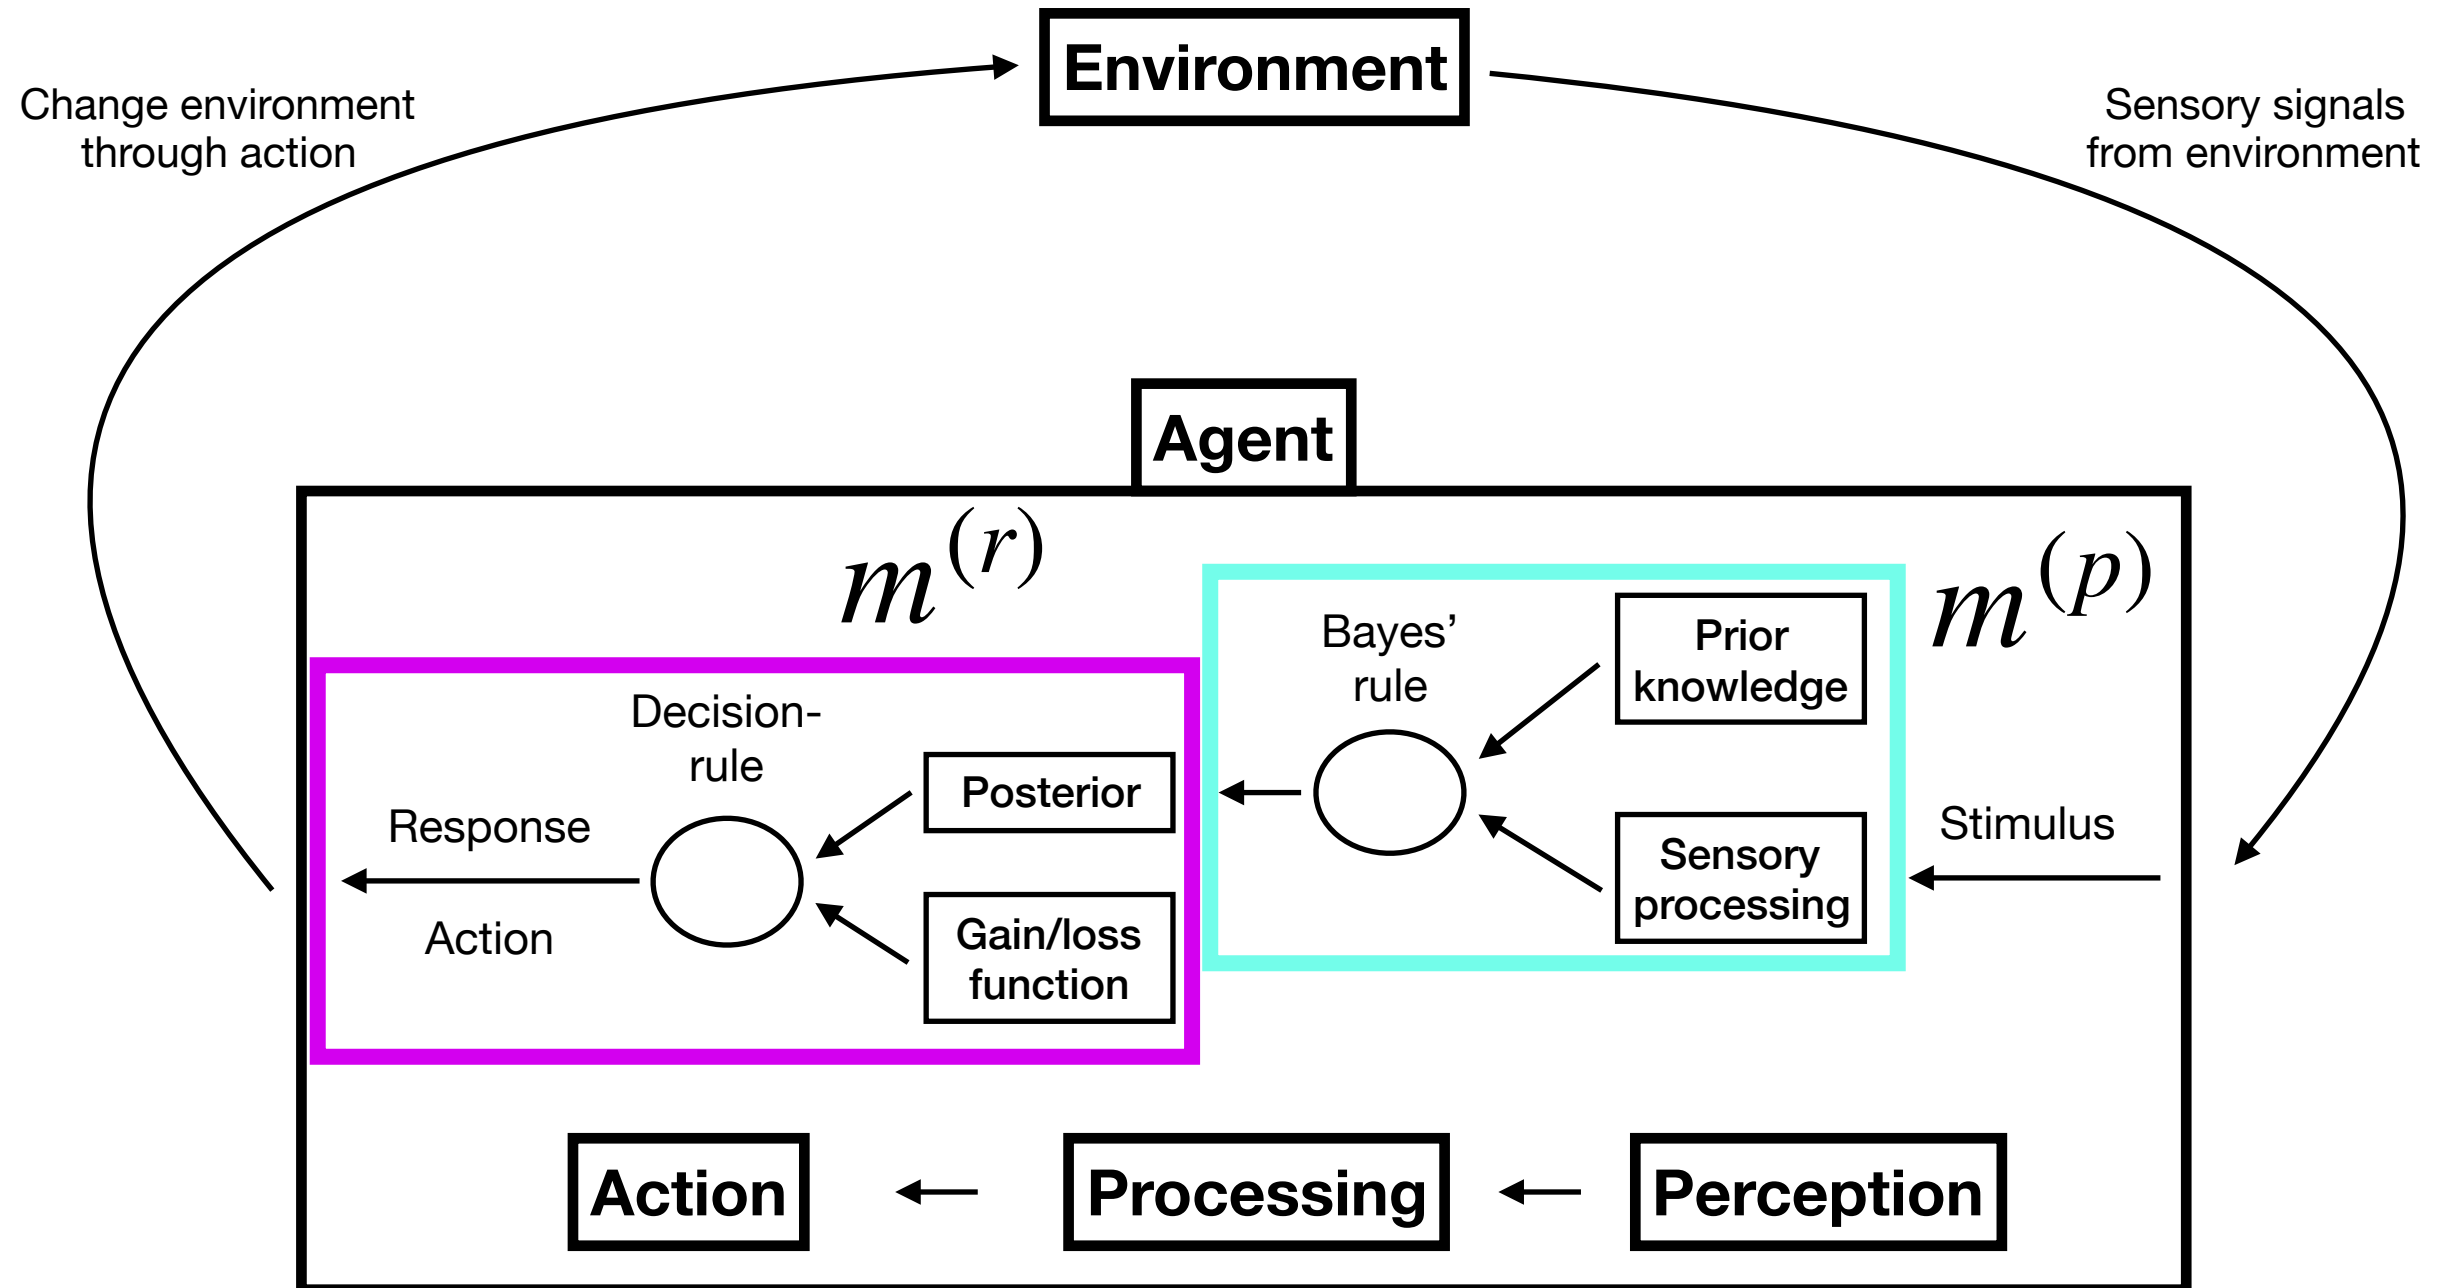 Environment
Change environment
through action
Sensory signals
from environment
Agent
m^(r)
m^(p)
Bayes’
rule
Prior
knowledge
Decision-
rule
Posterior
Response
Action
Gain/loss
function
Sensory
processing
Stimulus
Action
Processing
Perception